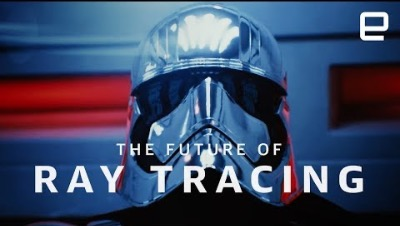 THE FUTURE OF
RAY TRACING